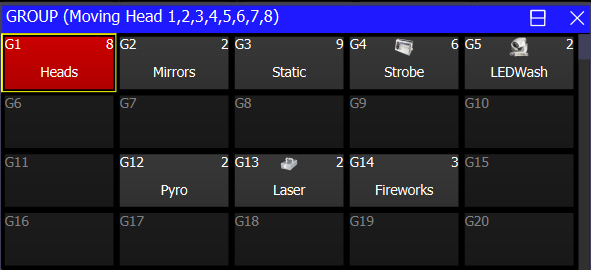 GROUP (Moving Head 1,2,3,4,5,6,7,8)
G1 8 G2 2 G3 9 G4 6 G5 2
Heads Mirrors Static Strobe LEDWash
G6 G7 G8 G9 G10
G11 G12 2 G13 2 G14 3 G15
Pyro Laser Fireworks
G16 G17 G18 G19 G20